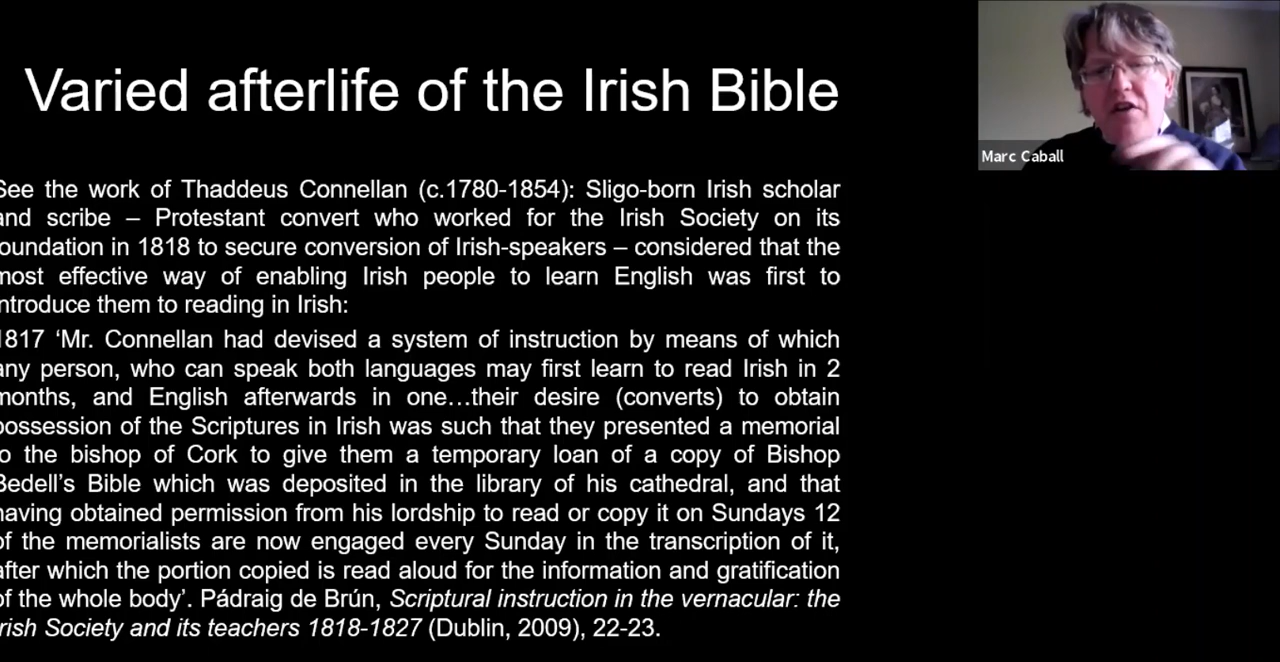 Varied afterlife of the Irish Bible
Marc Caball
See the work of Thaddeus Connellan (c.1780-1854): Sligo-born Irish scholar
and scribe – Protestant convert who worked for the Irish Society on its
foundation in 1818 to secure conversion of Irish-speakers – considered that the
most effective way of enabling Irish people to learn English was first to
introduce them to reading in Irish:
1817 ‘Mr. Connellan had devised a system of instruction by means of which
any person, who can speak both languages may first learn to read Irish in 2
months, and English afterwards in one…their desire (converts) to obtain
possession of the Scriptures in Irish was such that they presented a memorial
to the bishop of Cork to give them a temporary loan of a copy of Bishop
Bedell’s Bible which was deposited in the library of his cathedral, and that
having obtained permission from his lordship to read or copy it on Sundays 12
of the memorialists are now engaged every Sunday in the transcription of it,
after which the portion copied is read aloud for the information and gratification
of the whole body’. Pádraig de Brún, Scriptural instruction in the vernacular: the
Irish Society and its teachers 1818-1827 (Dublin, 2009), 22-23.